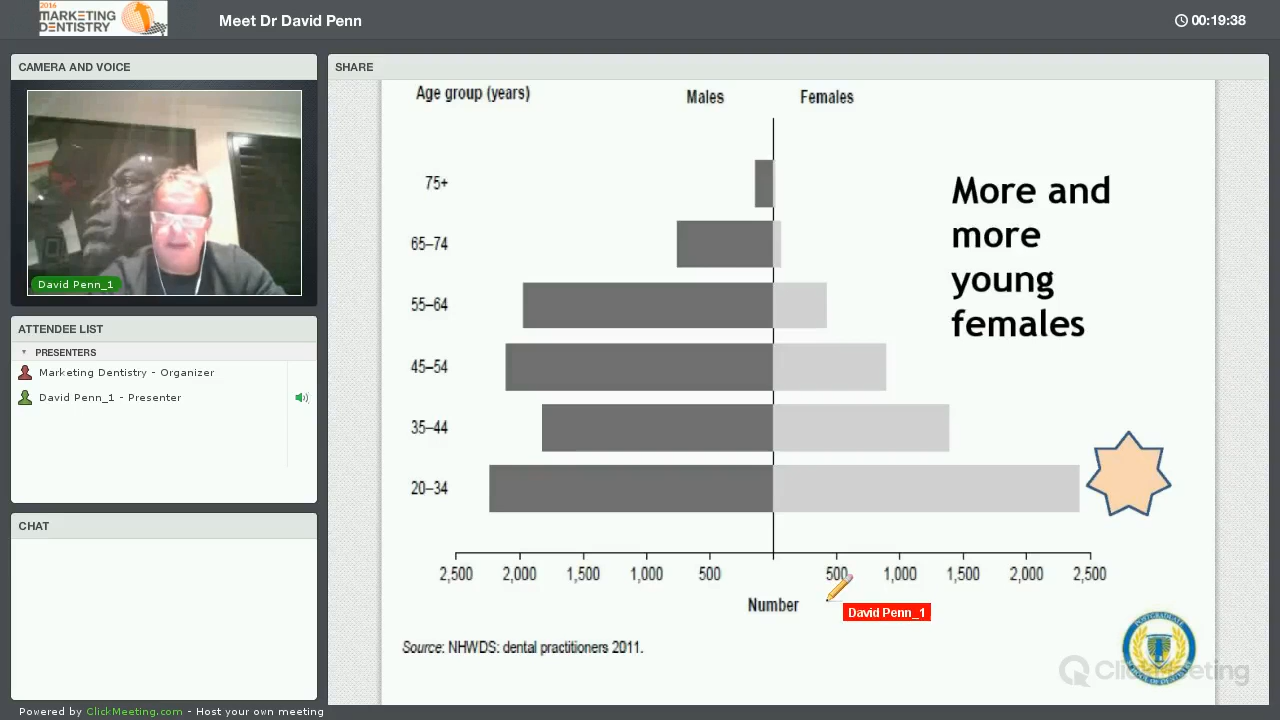 2016
MARKETING
DENTISTRY
Meet Dr David Penn
00:19:38
CAMERA AND VOICE
David Penn_1
ATTENDEE LIST
PRESENTERS
Marketing Dentistry - Organizer
David Penn_1 - Presenter
CHAT
SHARE
Age group (years)
Males
Females
75+
65–74
55–64
45–54
35–44
20–34
2,500 2,000 1,500 1,000 500 500 1,000 1,500 2,000 2,500
Number
David Penn_1
Source: NHWDS: dental practitioners 2011.
More and
more
young
females
POSTGRADUATE
SCHOOL OF DENTISTRY
ClickMeeting
Powered by ClickMeeting.com - Host your own meeting